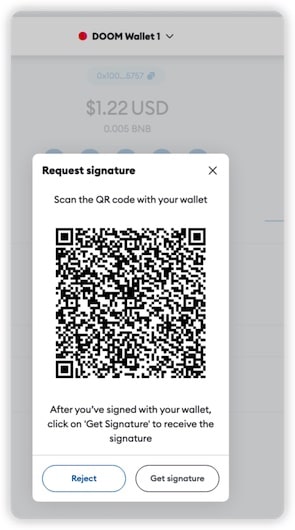 DOOM Wallet 1
0x100...5757
$1.22 USD
0.005 BNB
Request signature
Scan the QR code with your wallet
After you've signed with your wallet,
click on 'Get Signature' to receive the
signature
Reject
Get signature